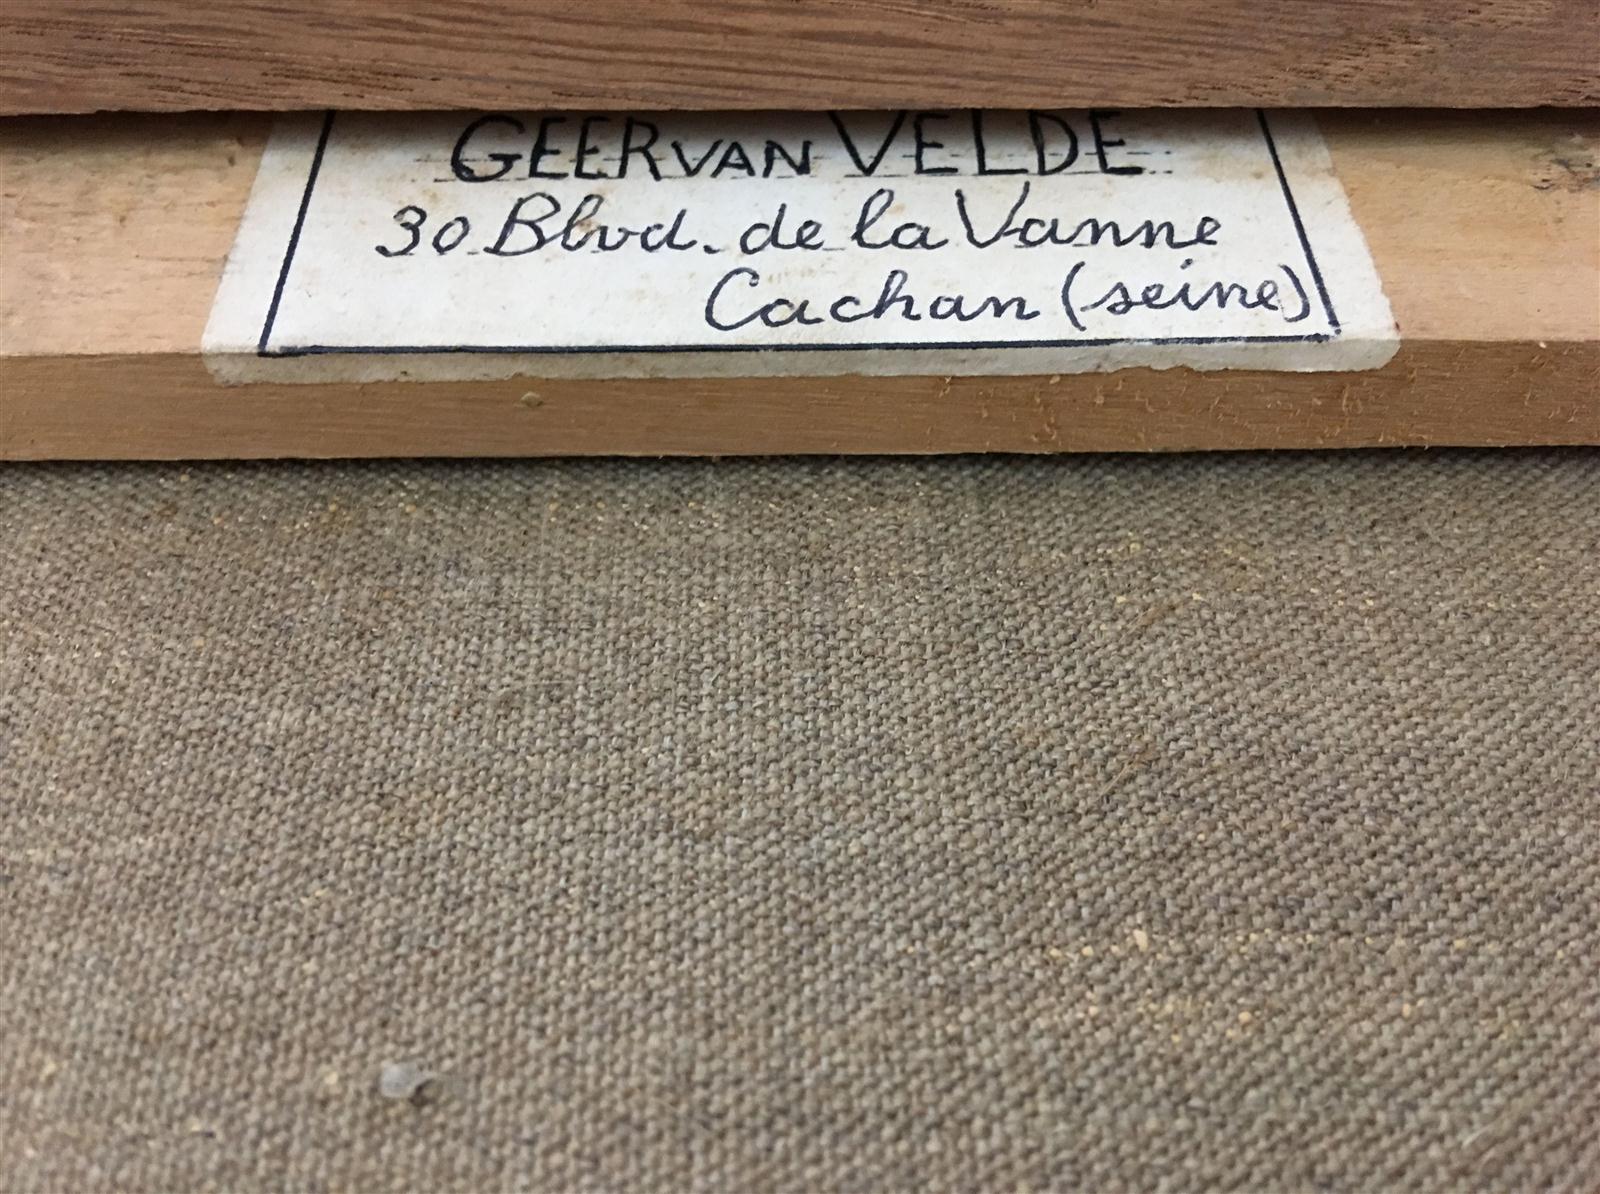 GEER VAN VELDE
30 Blvd. de la Vanne
Cachan (seine)